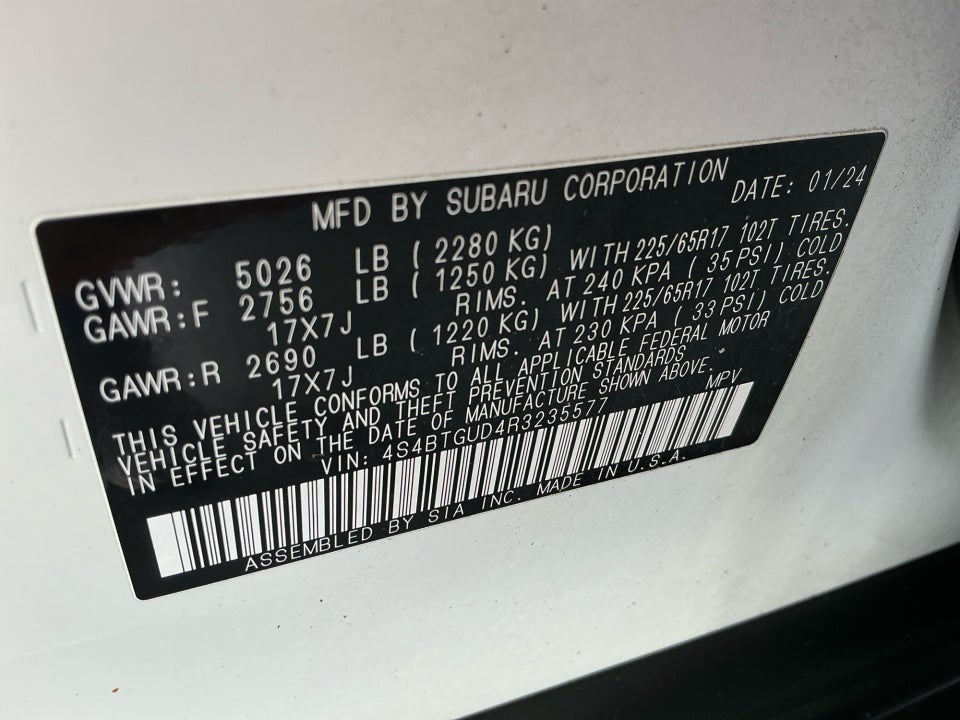 MFD BY SUBARU CORPORATION DATE: 01/24
GVWR: 5026 LB ( 2280 KG)
GAWR:F 2756 LB ( 1250 KG) WITH 225/65R17 102T TIRES.
17X7J RIMS. AT 240 KPA ( 35 PSI) COLD
GAWR:R 2690 LB ( 1220 KG) WITH 225/65R17 102T TIRES.
17X7J RIMS. AT 230 KPA ( 33 PSI) COLD
THIS VEHICLE CONFORMS TO ALL APPLICABLE FEDERAL MOTOR
VEHICLE SAFETY AND THEFT PREVENTION STANDARDS
IN EFFECT ON THE DATE OF MANUFACTURE SHOWN ABOVE.
VIN: 4S4BTGUD4R3235577 MPV
ASSEMBLED BY SIA INC. MADE IN U.S.A.